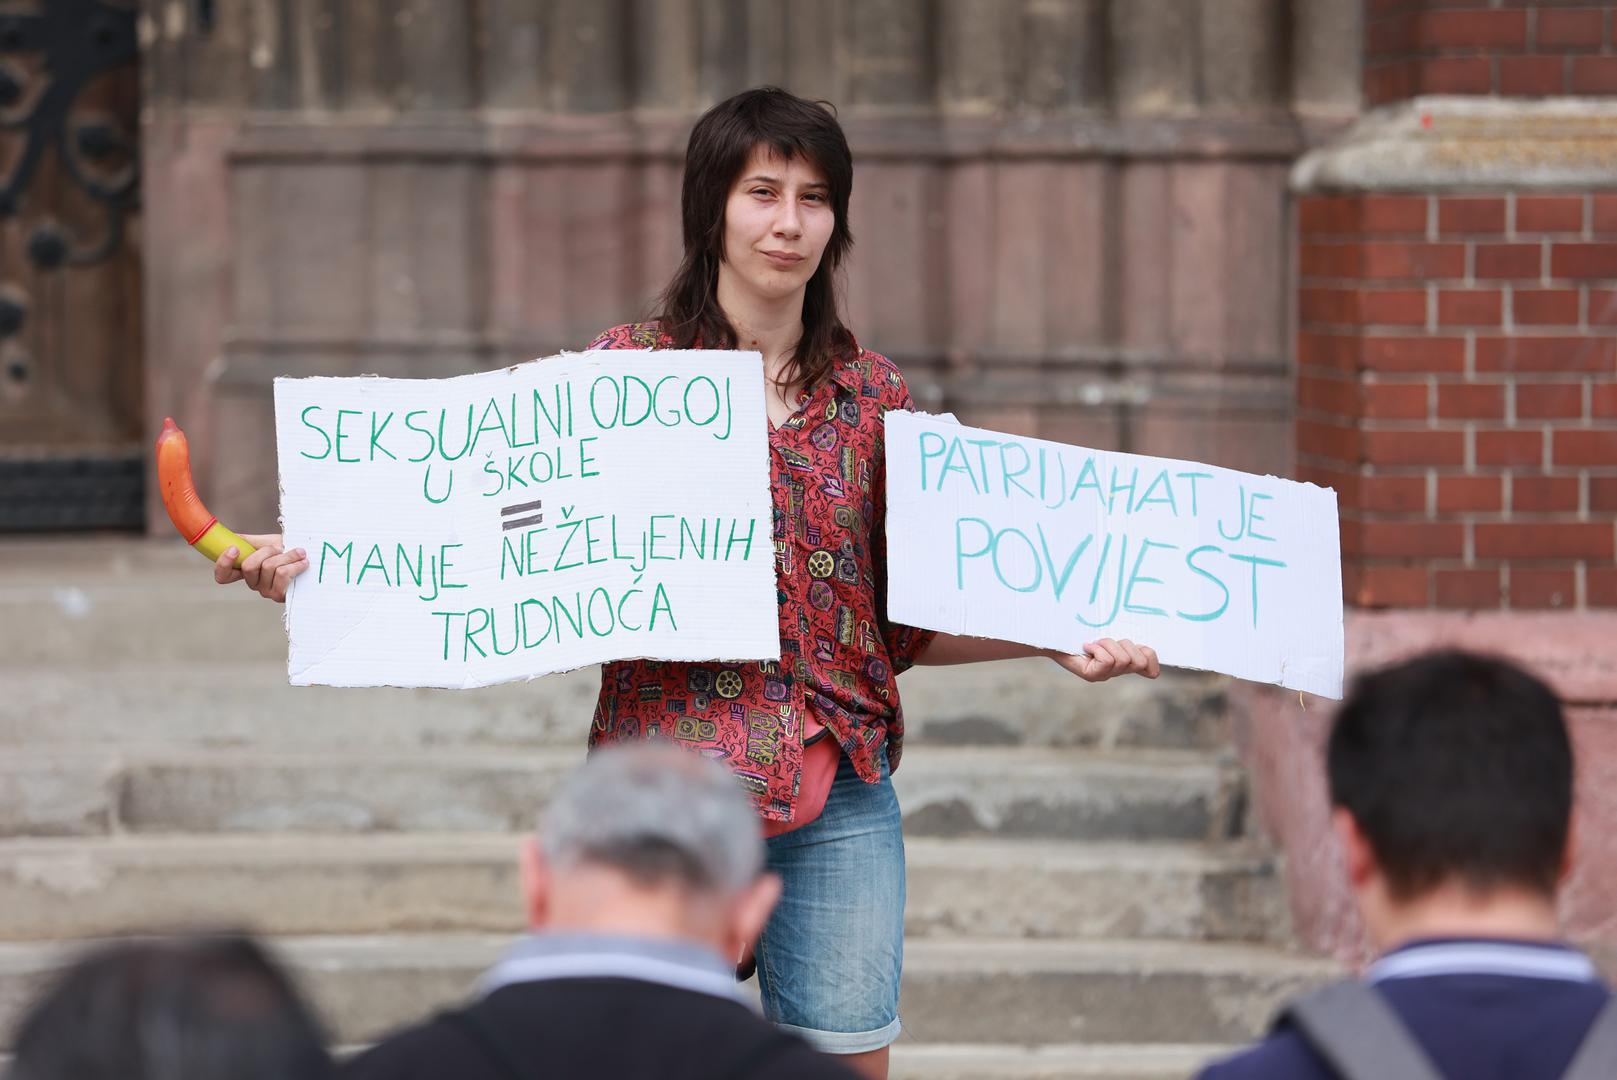 SEKSUALNI ODGOJ
U ŠKOLE
=
MANJE NEŽELJENIH
TRUDNOĆA
PATRIJAHAT JE
POVIJEST